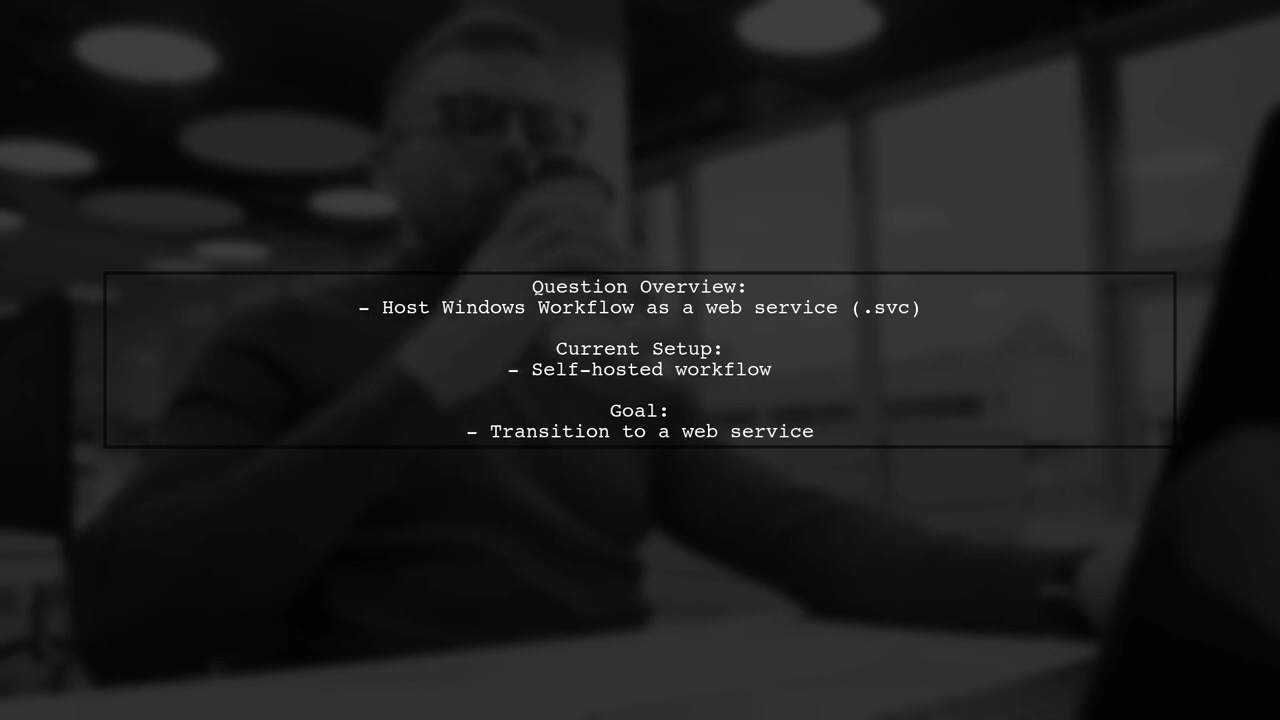 Question Overview:
- Host Windows Workflow as a web service (.svc)
Current Setup:
- Self-hosted workflow
Goal:
- Transition to a web service